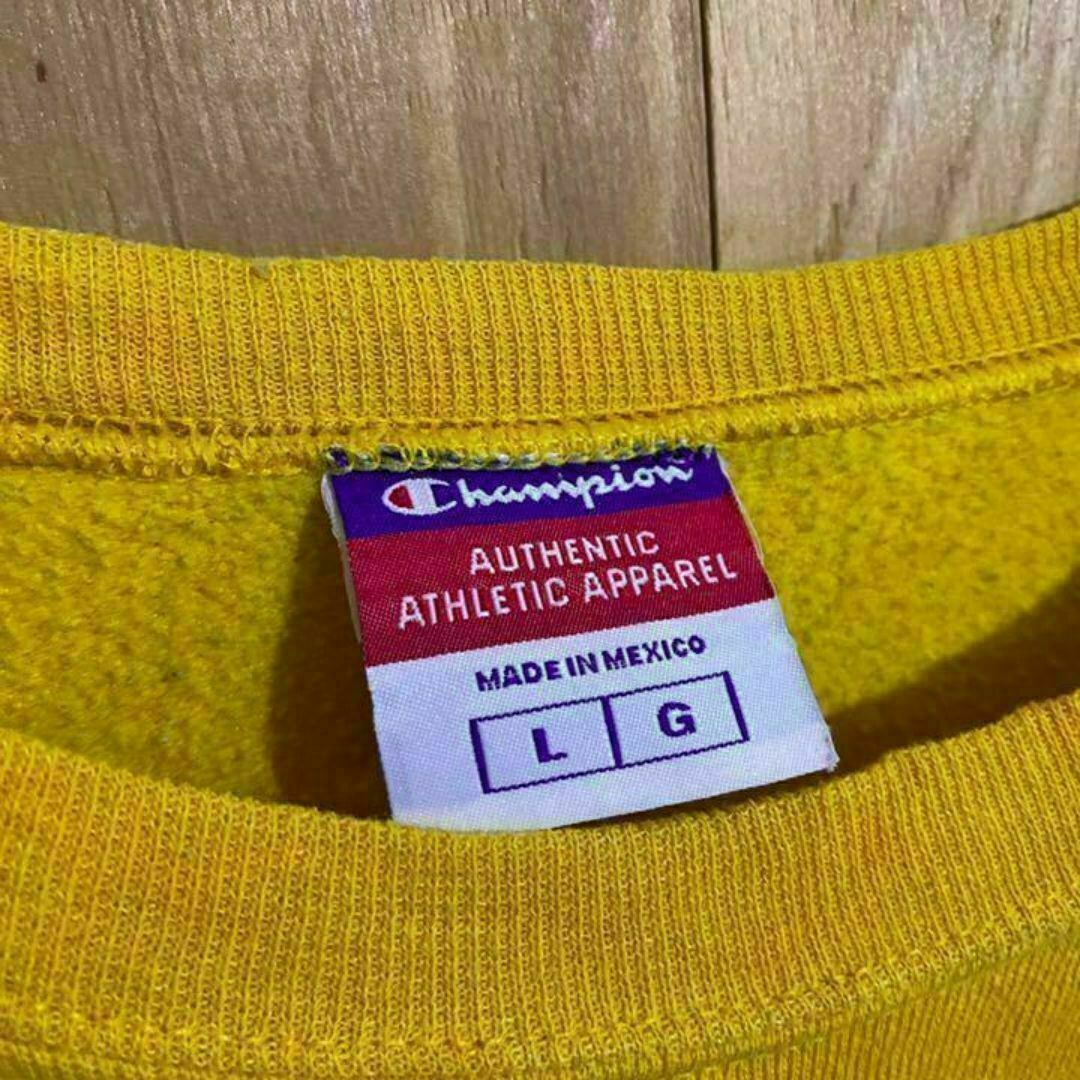 Champion
AUTHENTIC
ATHLETIC APPAREL
MADE IN MEXICO
L G